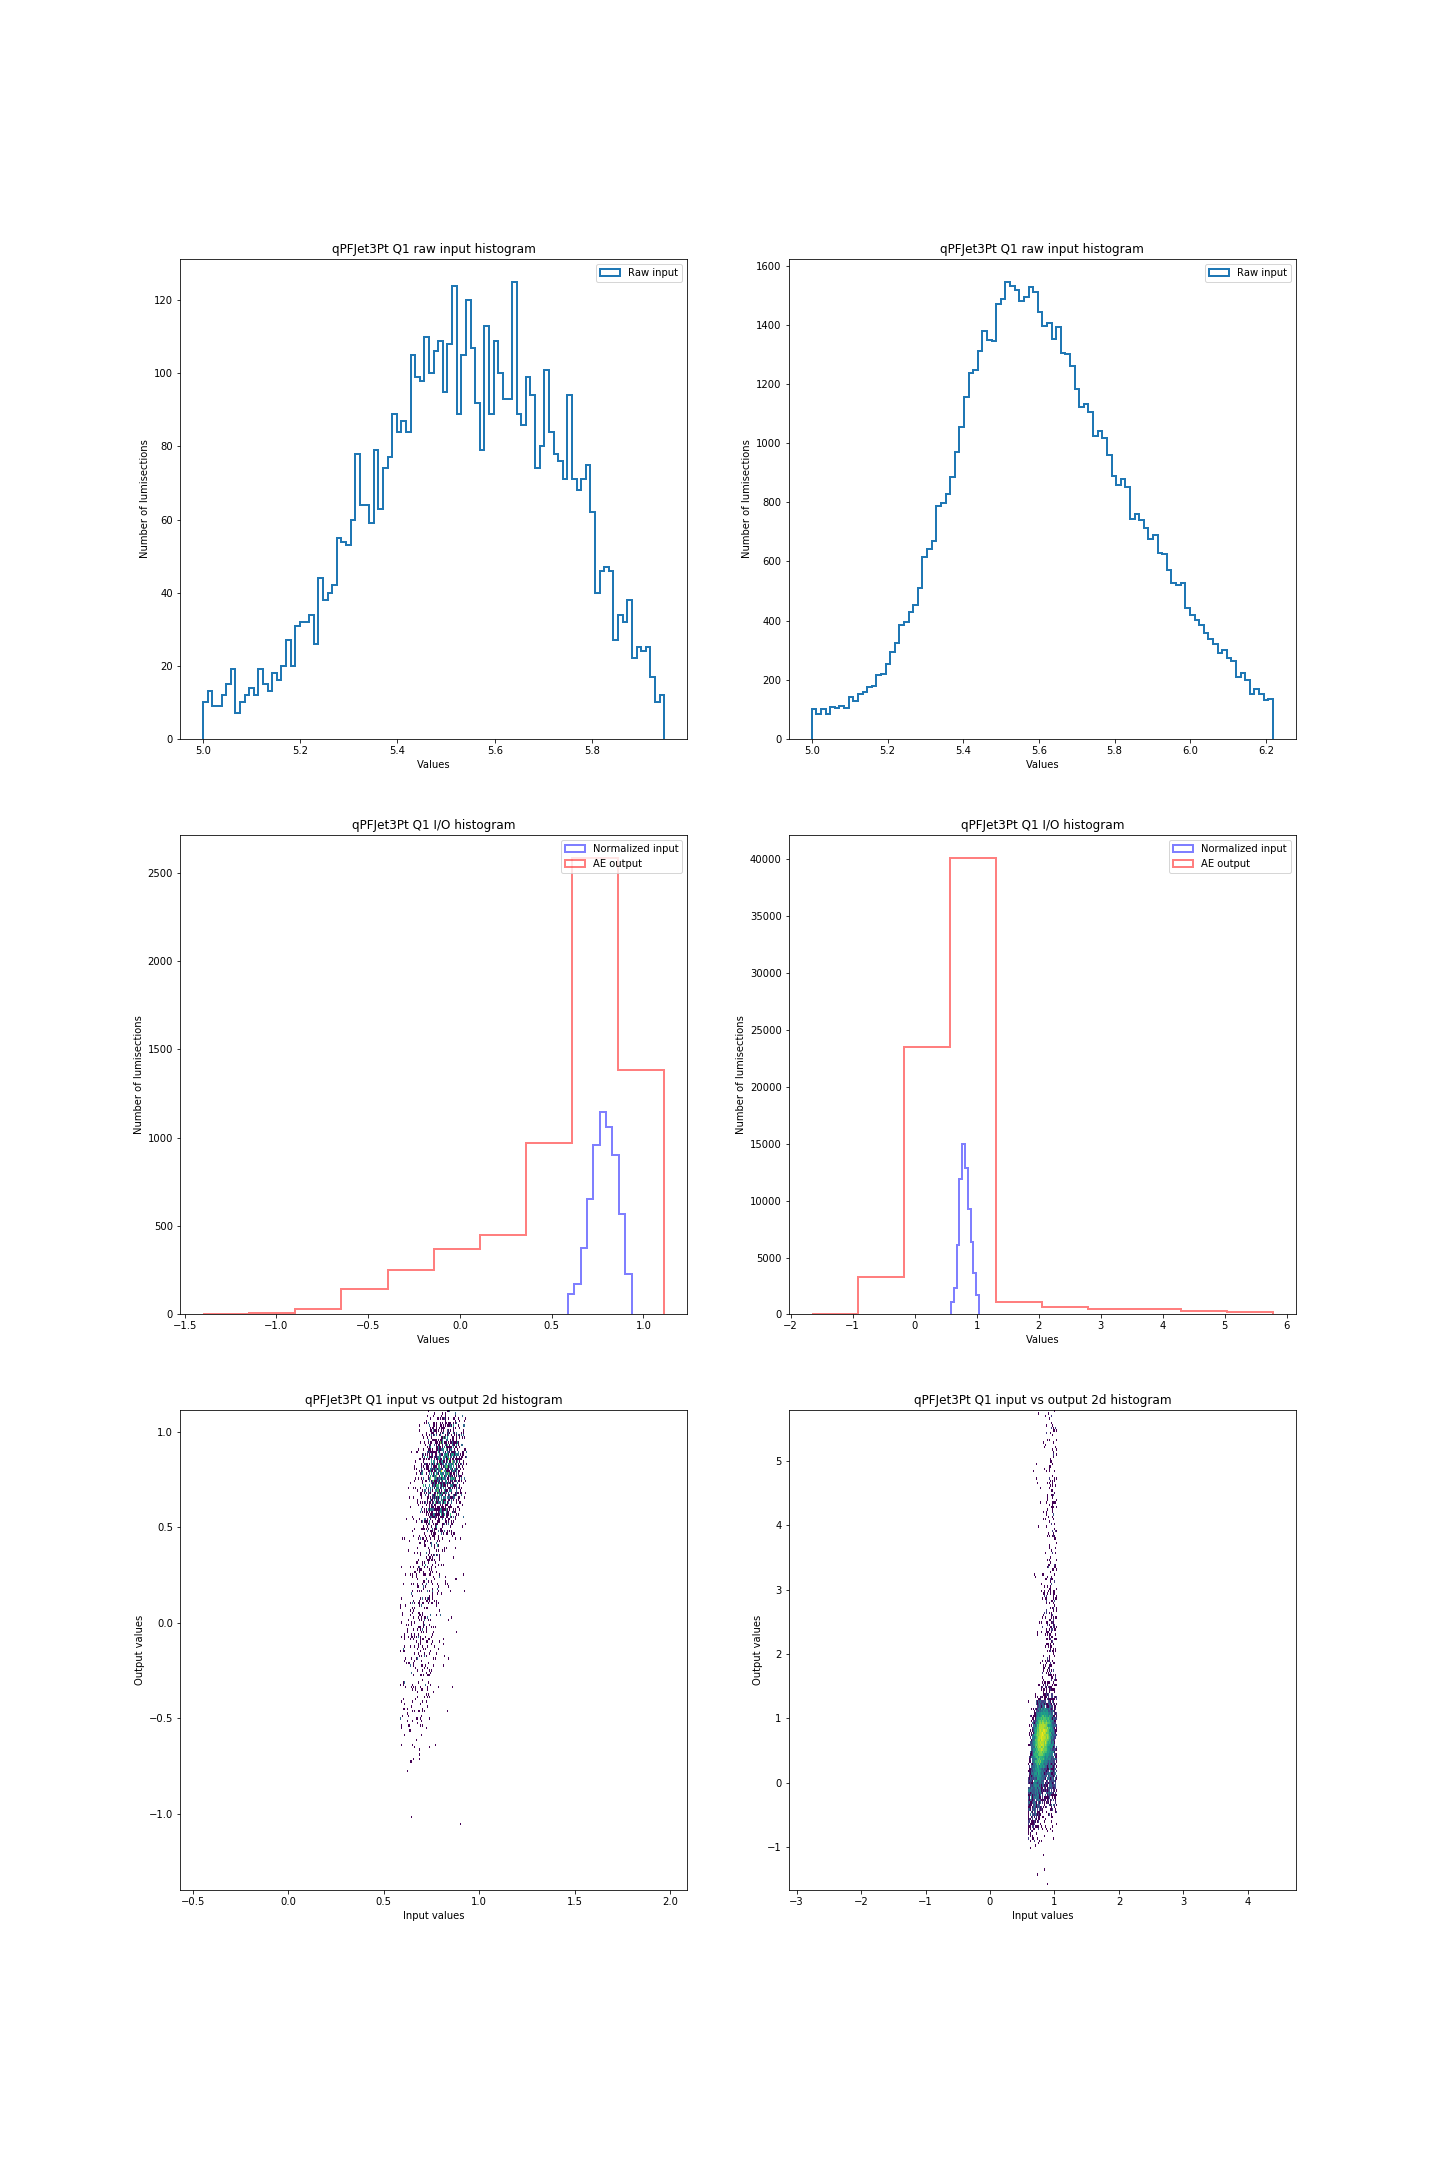 qPFJet3Pt Q1 raw input histogram
Raw input
120
100
80
60
40
20
0
Number of lumisections
5.0 5.2 5.4 5.6 5.8
Values
qPFJet3Pt Q1 raw input histogram
Raw input
1600
1400
1200
1000
800
600
400
200
0
Number of lumisections
5.0 5.2 5.4 5.6 5.8 6.0 6.2
Values
qPFJet3Pt Q1 I/O histogram
Normalized input
AE output
2500
2000
1500
1000
500
0
Number of lumisections
−1.5 −1.0 −0.5 0.0 0.5 1.0
Values
qPFJet3Pt Q1 I/O histogram
Normalized input
AE output
40000
35000
30000
25000
20000
15000
10000
5000
0
Number of lumisections
−2 −1 0 1 2 3 4 5 6
Values
qPFJet3Pt Q1 input vs output 2d histogram
1.0
0.5
0.0
−0.5
−1.0
Output values
−0.5 0.0 0.5 1.0 1.5 2.0
Input values
qPFJet3Pt Q1 input vs output 2d histogram
5
4
3
2
1
0
−1
Output values
−3 −2 −1 0 1 2 3 4
Input values